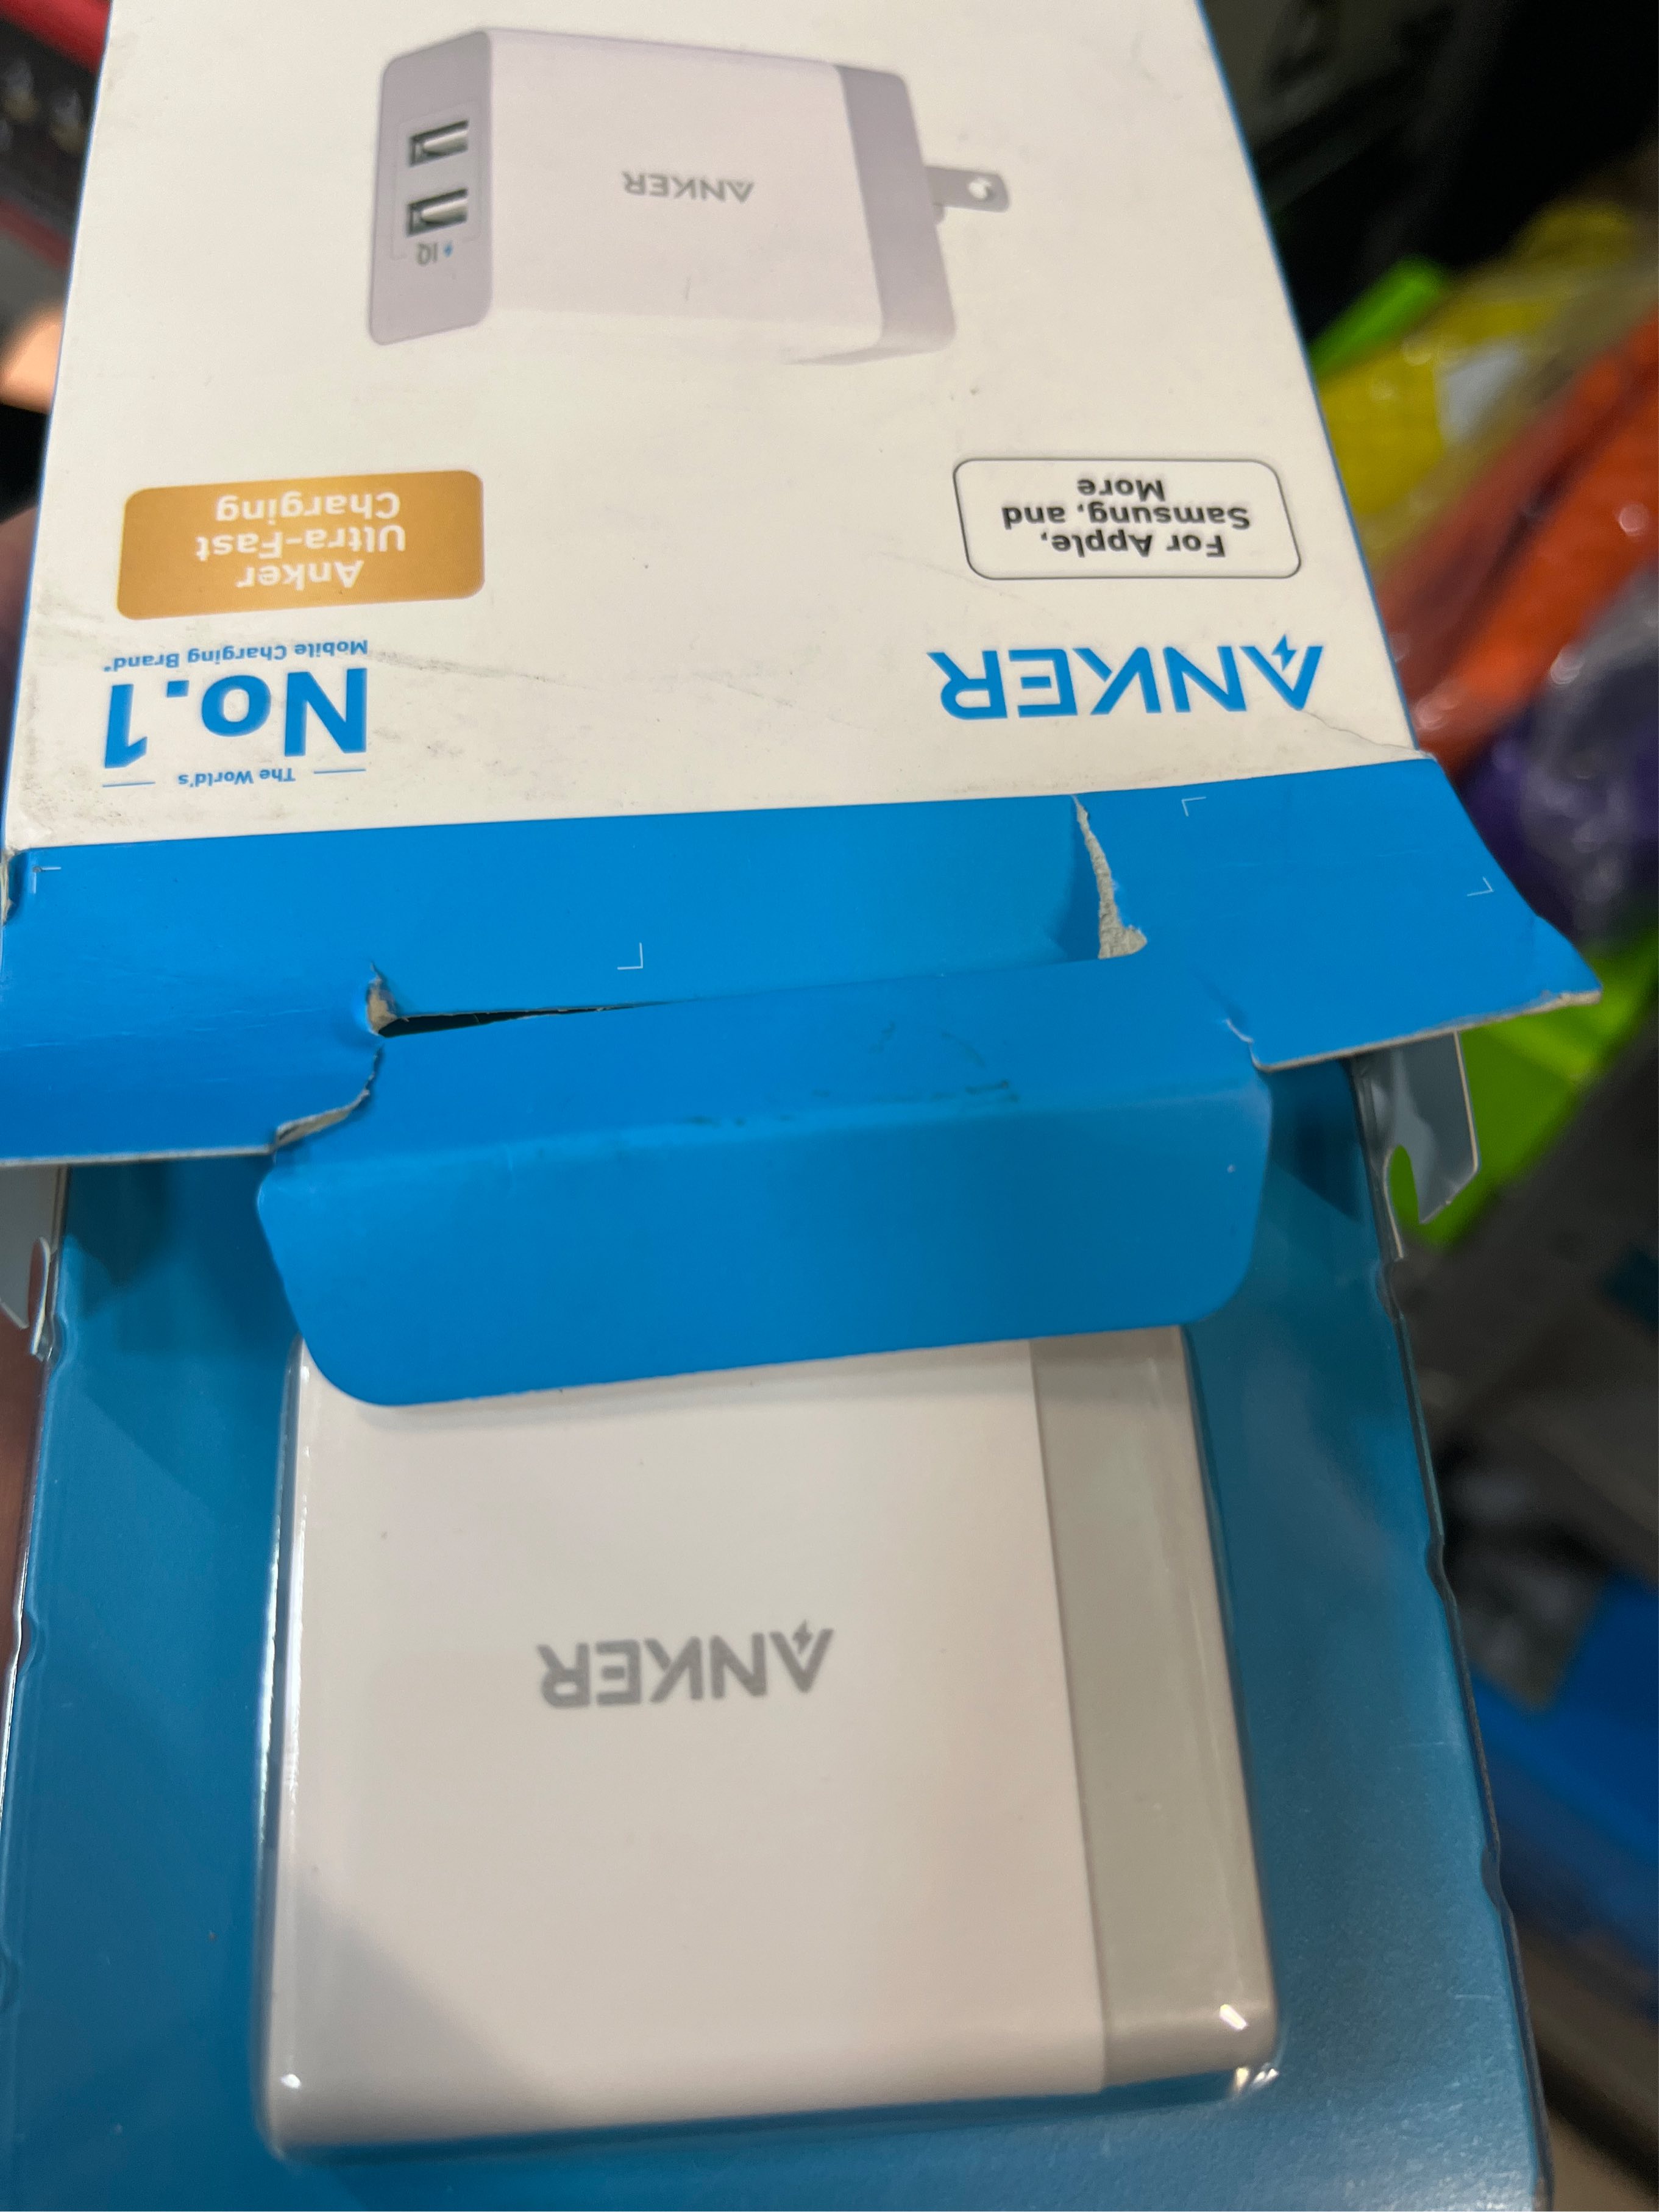 The World's
No.1
Mobile Charging Brand*
ANKER
Anker
Ultra-Fast
Charging
For Apple,
Samsung, and
More
IQ
ANKER
ANKER